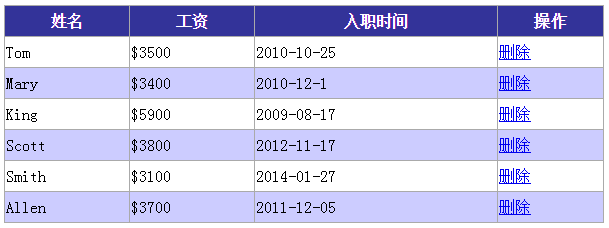 姓名 工资 入职时间 操作
Tom $3500 2010-10-25 删除
Mary $3400 2010-12-1 删除
King $5900 2009-08-17 删除
Scott $3800 2012-11-17 删除
Smith $3100 2014-01-27 删除
Allen $3700 2011-12-05 删除